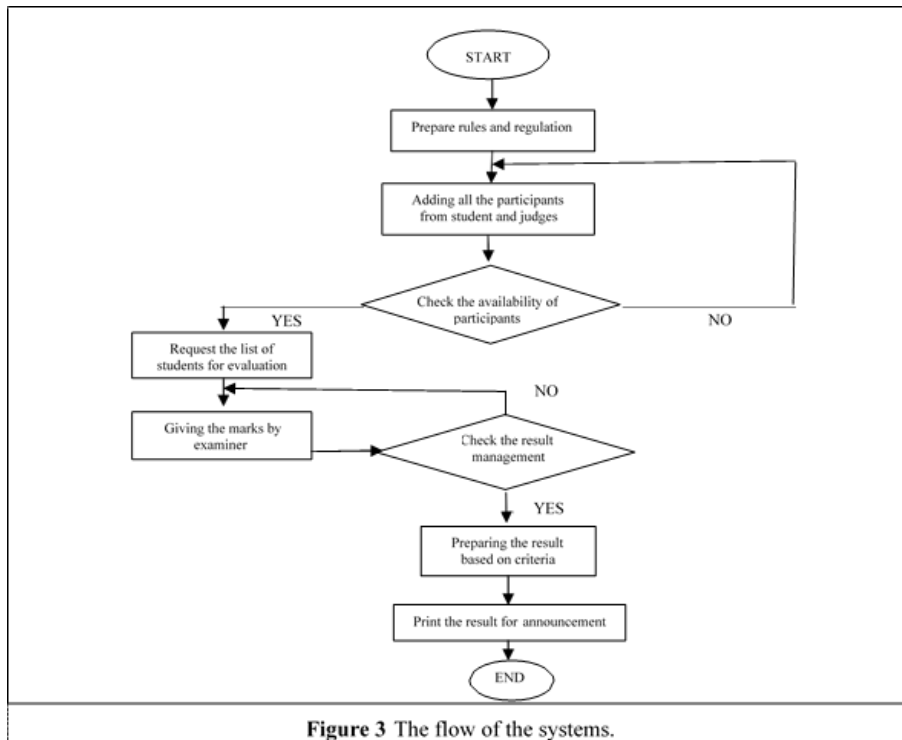 START
Prepare rules and regulation
Adding all the participants
from student and judges
Check the availability of
participants
YES
NO
Request the list of
students for evaluation
NO
Giving the marks by
examiner
Check the result
management
YES
Preparing the result
based on criteria
Print the result for announcement
END
Figure 3 The flow of the systems.